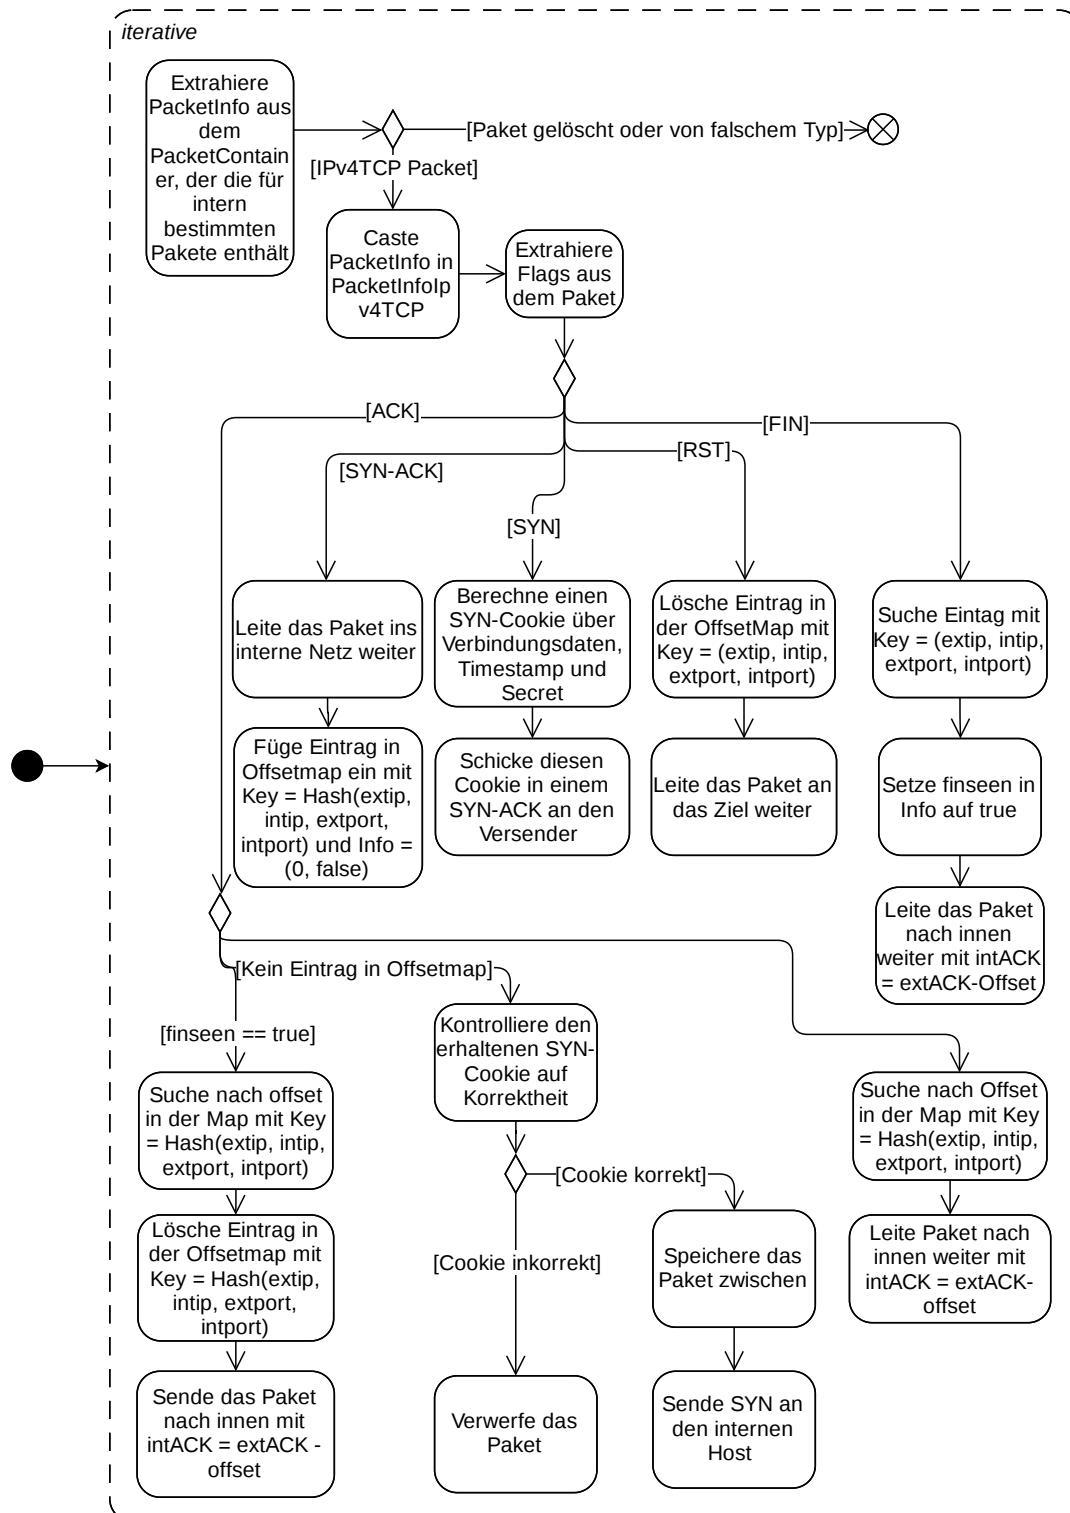 iterative
Extrahiere
PacketInfo aus
dem
PacketContain
er, der die für
intern
bestimmten
Pakete enthält
[Paket gelöscht oder von falschem Typ]
[IPv4TCP Packet]
Caste
PacketInfo in
PacketInfoIp
v4TCP
Extrahiere
Flags aus
dem Paket
[ACK]
[FIN]
[RST]
[SYN-ACK]
[SYN]
Leite das Paket ins
interne Netz weiter
Berechne einen
SYN-Cookie über
Verbindungsdaten,
Timestamp und
Secret
Lösche Eintrag in
der OffsetMap mit
Key = (extip, intip,
extport, intport)
Suche Eintag mit
Key = (extip, intip,
extport, intport)
Füge Eintrag in
Offsetmap ein mit
Key = Hash(extip,
intip, extport,
intport) und Info =
(0, false)
Schicke diesen
Cookie in einem
SYN-ACK an den
Versender
Leite das Paket an
das Ziel weiter
Setze finseen in
Info auf true
Leite das Paket
nach innen
weiter mit intACK
= extACK-Offset
[Kein Eintrag in Offsetmap]
[finseen == true]
Kontrolliere den
erhaltenen SYN-
Cookie auf
Korrektheit
Suche nach offset
in der Map mit Key
= Hash(extip, intip,
extport, intport)
Suche nach Offset
in der Map mit Key
= Hash(extip, intip,
extport, intport)
[Cookie korrekt]
[Cookie inkorrekt]
Lösche Eintrag in
der Offsetmap mit
Key = Hash(extip,
intip, extport,
intport)
Speichere das
Paket zwischen
Leite Paket nach
innen weiter mit
intACK = extACK-
offset
Sende das Paket
nach innen mit
intACK = extACK -
offset
Verwerfe das
Paket
Sende SYN an
den internen
Host